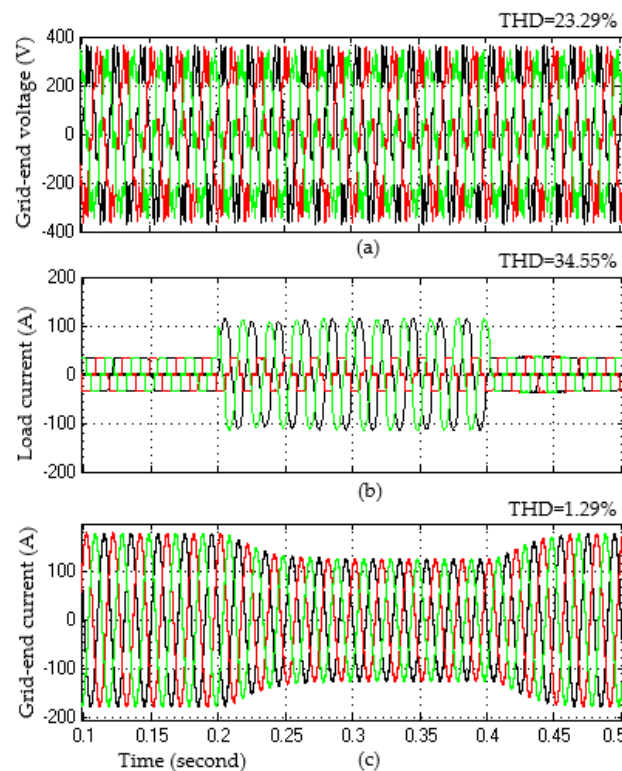 THD=23.29%
Grid-end voltage (V)
400
200
0
-200
-400
(a)
THD=34.55%
Load current (A)
200
100
0
-100
-200
(b)
THD=1.29%
Grid-end current (A)
100
0
-100
-200
0.1 0.15 0.2 0.25 0.3 0.35 0.4 0.45 0.5
Time (second)
(c)